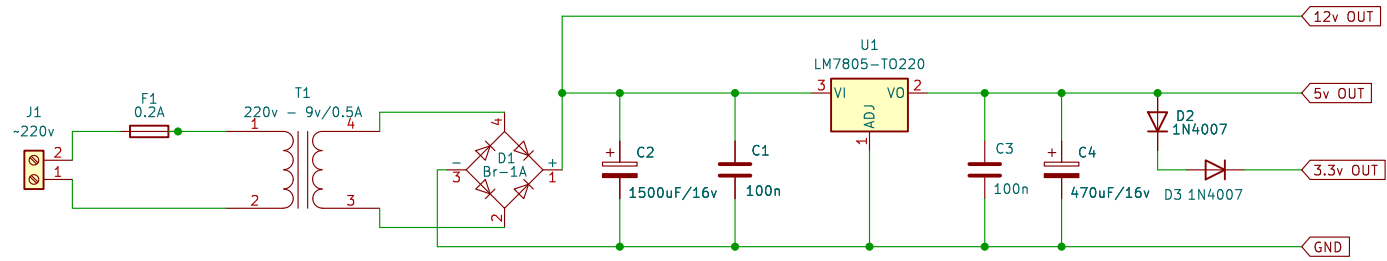 12v OUT
U1
LM7805-TO220
J1
~220v
F1
0.2A
T1
220v - 9v/0.5A
3 VI VO 2
ADJ
1
5v OUT
D2
1N4007
2
1
1
2
4
3
4
- D1 +
Br-1A
3 1
2
+ C2
1500uF/16v
C1
100n
C3
100n
+ C4
470uF/16v
3.3v OUT
D3 1N4007
GND